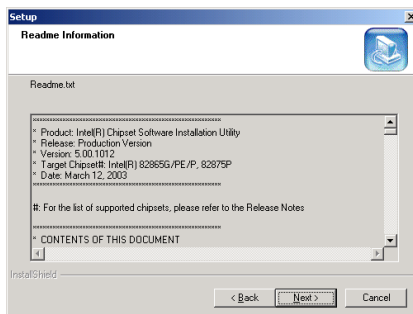 Setup
Readme Information
Readme.txt
* Product: Intel(R) Chipset Software Installation Utility
* Release: Production Version
* Version: 5.00.1012
* Target Chipset#: Intel(R) 82865G/PE/P, 82875P
* Date: March 12, 2003
#: For the list of supported chipsets, please refer to the Release Notes
* CONTENTS OF THIS DOCUMENT
InstallShield
< Back Next > Cancel